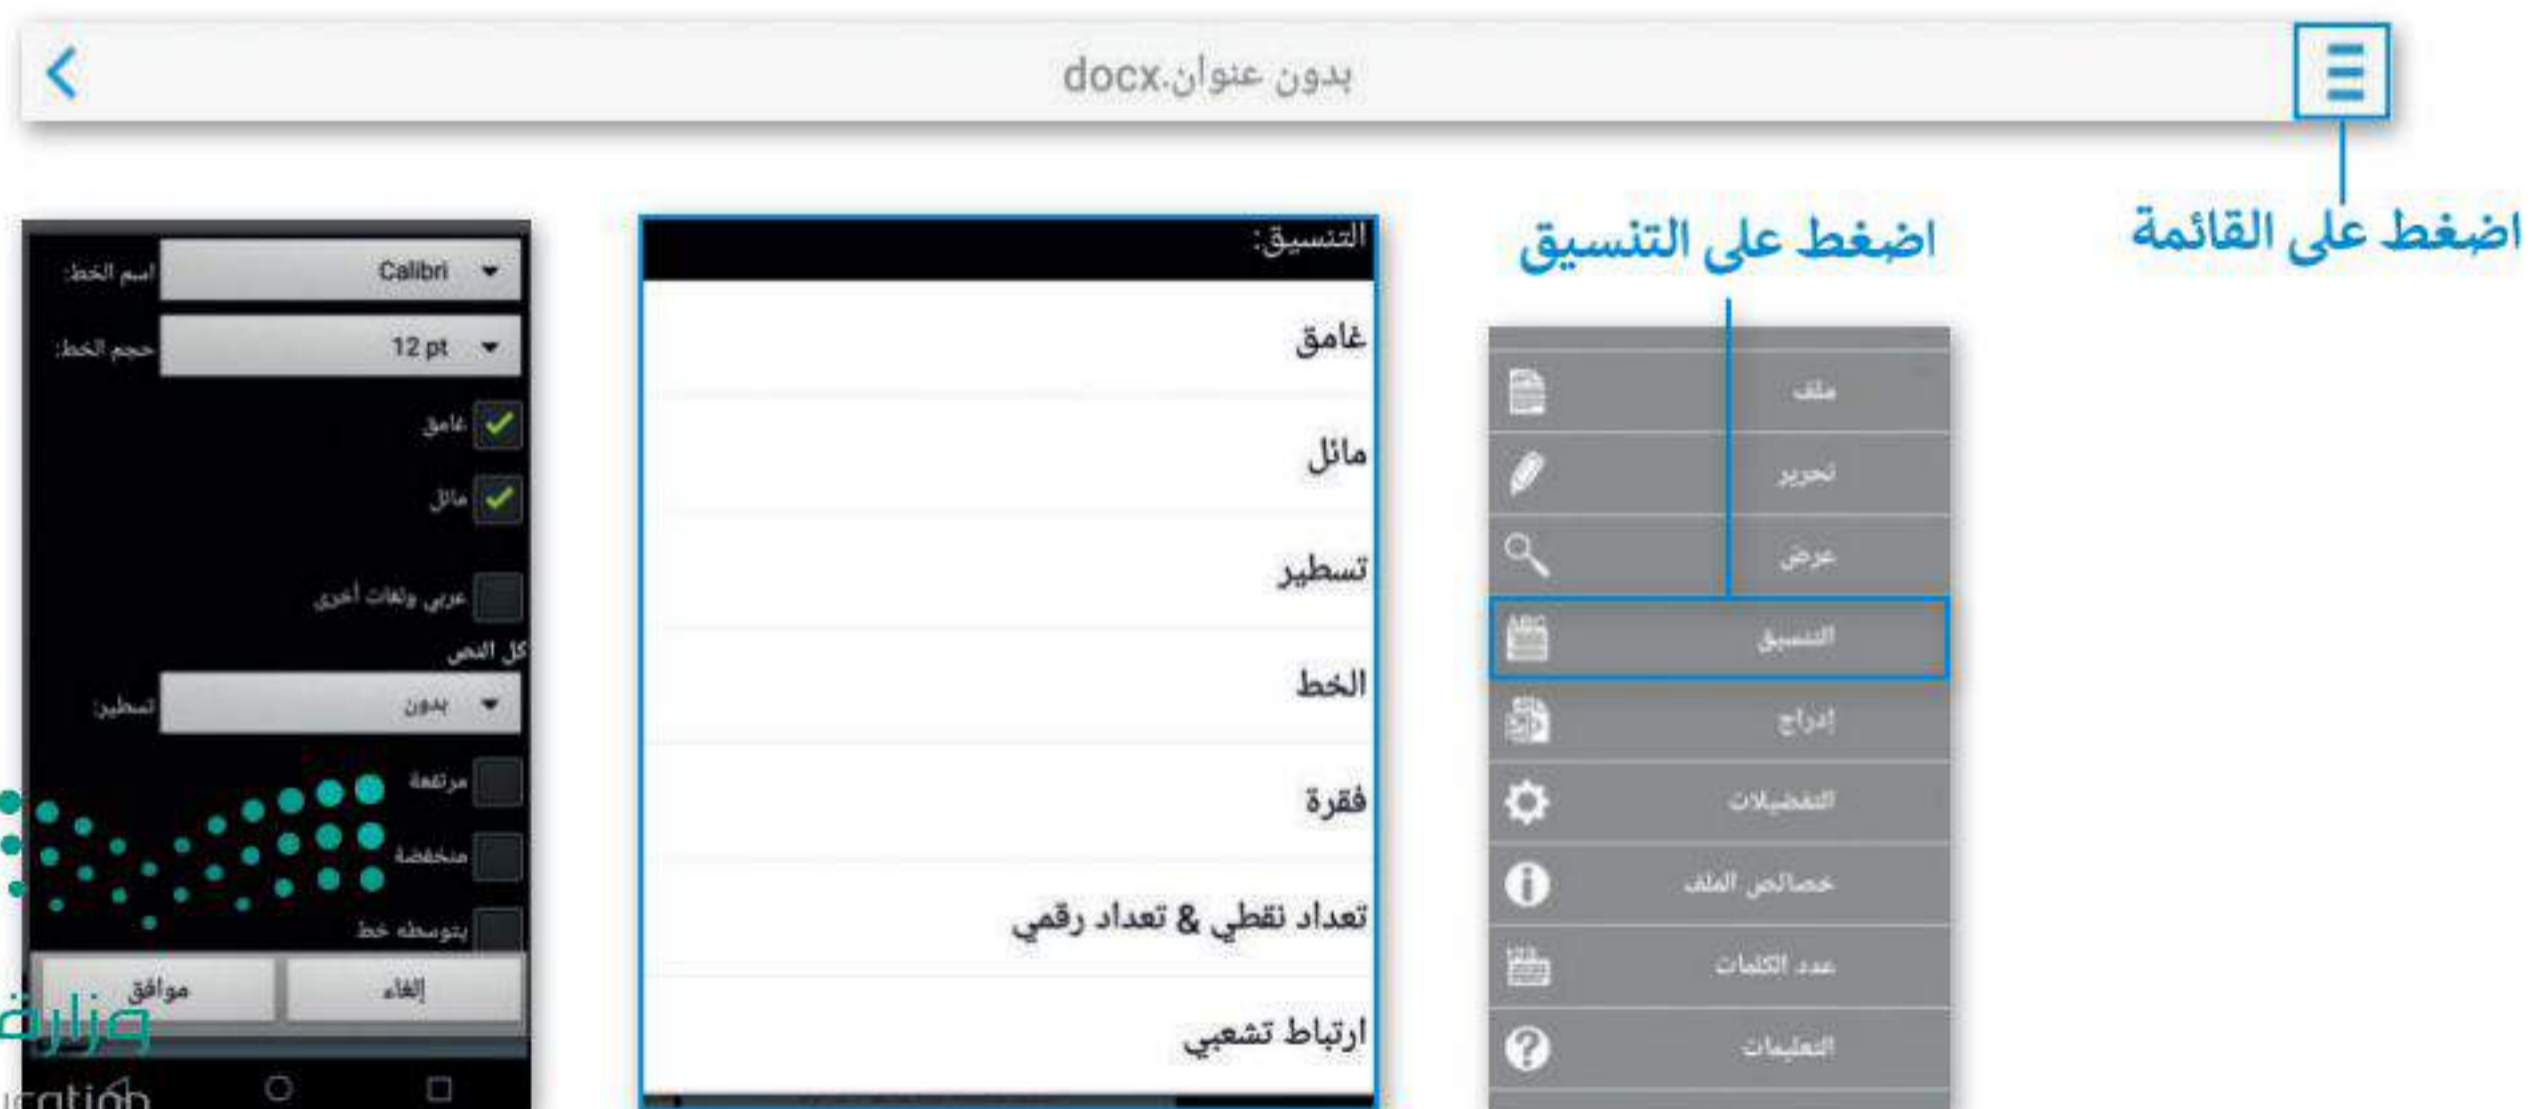 بدون عنوان.docx
اضغط على القائمة
اضغط على التنسيق
ملف
تحرير
عرض
التنسيق
إدراج
التفضيلات
خصائص الملف
عدد الكلمات
التعليمات
التنسيق:
غامق
مائل
تسطير
الخط
فقرة
تعداد نقطي & تعداد رقمي
ارتباط تشعبي
اسم الخط: Calibri
حجم الخط: 12 pt
غامق
مائل
عربي ولغات أخرى
كل النص
تسطير: بدون
مرتفعة
منخفضة
يتوسطه خط
إلغاء
موافق
وزارة